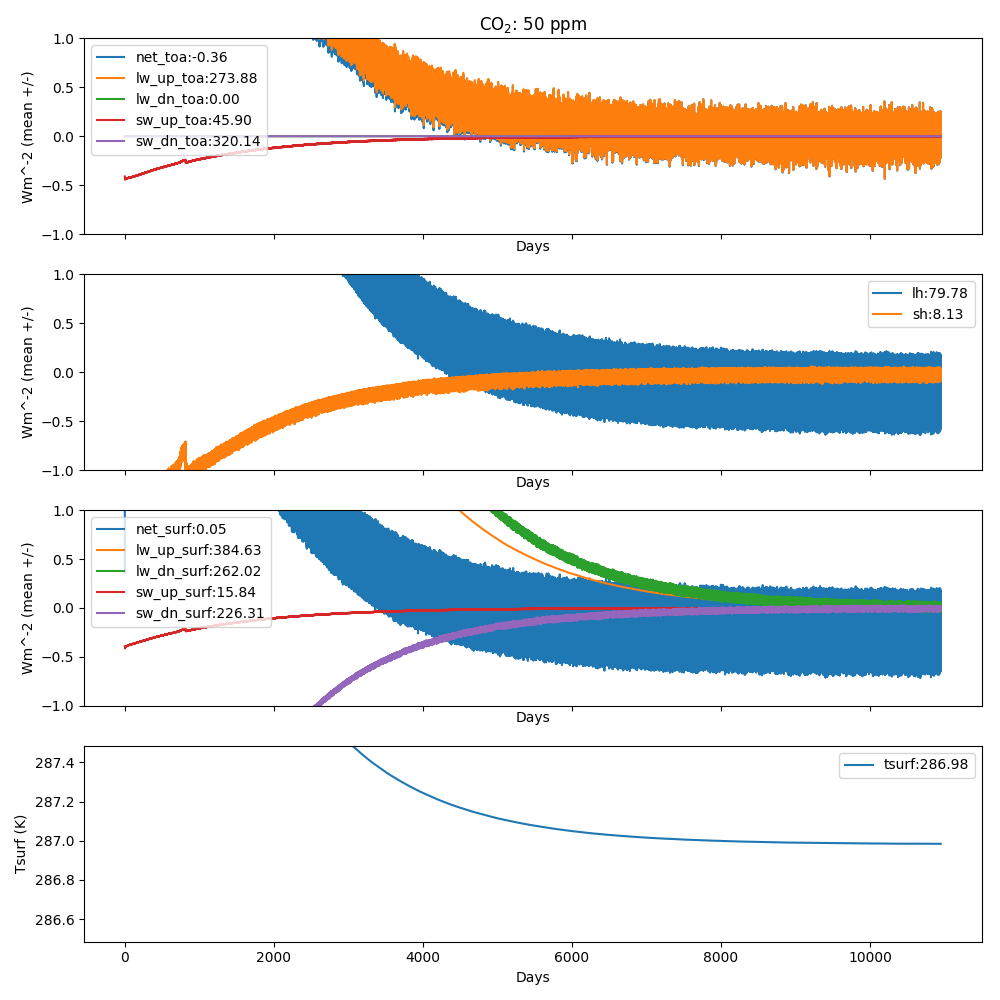 CO₂: 50 ppm
1.0
0.5
0.0
−0.5
−1.0
Wm^-2 (mean +/-)
net_toa:-0.36
lw_up_toa:273.88
lw_dn_toa:0.00
sw_up_toa:45.90
sw_dn_toa:320.14
Days
1.0
0.5
0.0
−0.5
−1.0
Wm^-2 (mean +/-)
lh:79.78
sh:8.13
Days
1.0
0.5
0.0
−0.5
−1.0
Wm^-2 (mean +/-)
net_surf:0.05
lw_up_surf:384.63
lw_dn_surf:262.02
sw_up_surf:15.84
sw_dn_surf:226.31
Days
287.4
287.2
287.0
286.8
286.6
Tsurf (K)
tsurf:286.98
0 2000 4000 6000 8000 10000
Days